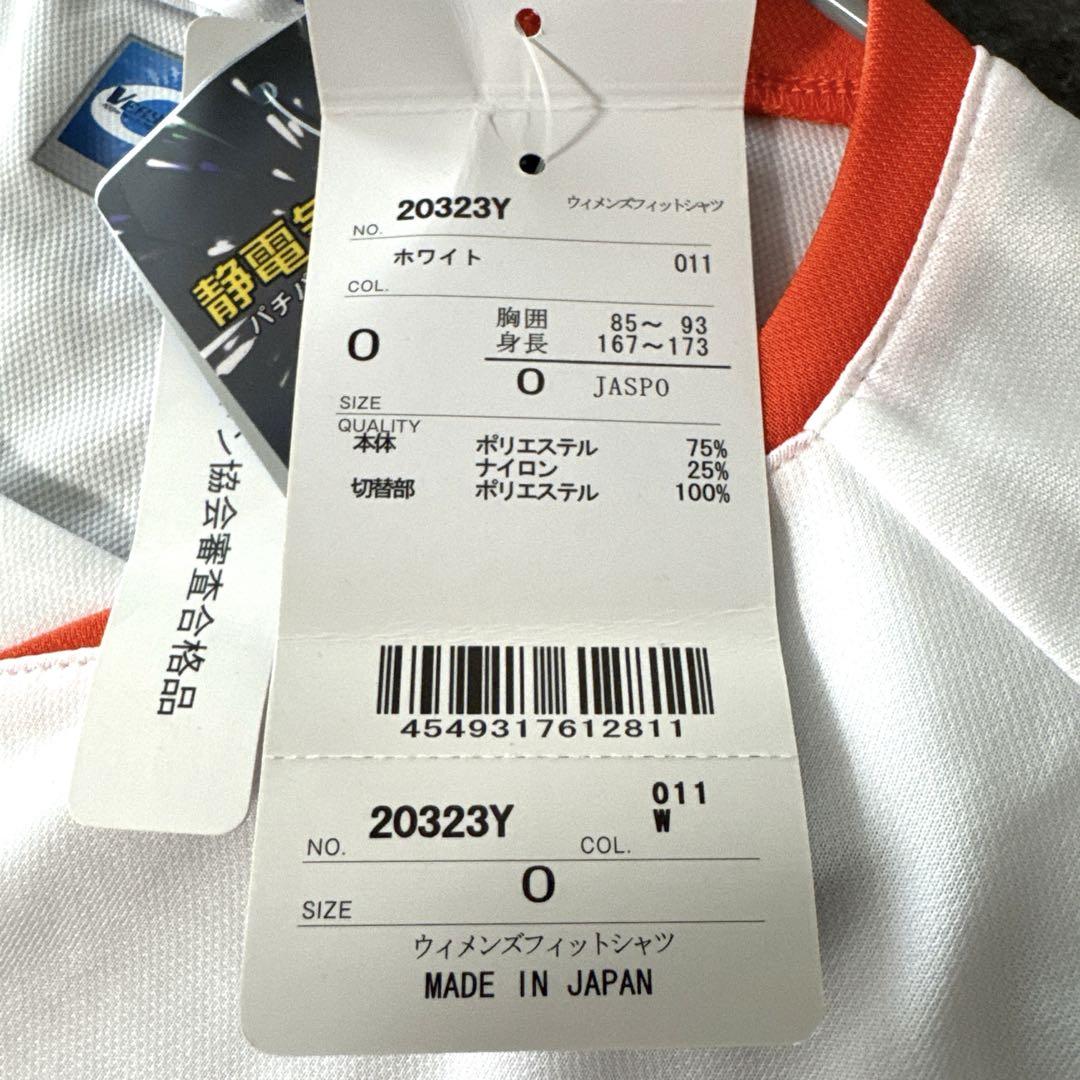 静電気
パチパ
ン協会審査合格品
NO. 20323Y ウィメンズフィットシャツ
COL. ホワイト 011
SIZE O 胸囲 85～ 93
身長 167～173
O JASPO
QUALITY
本体 ポリエステル 75%
ナイロン 25%
切替部 ポリエステル 100%
4549317612811
NO. 20323Y COL. 011
W
SIZE O
ウィメンズフィットシャツ
MADE IN JAPAN